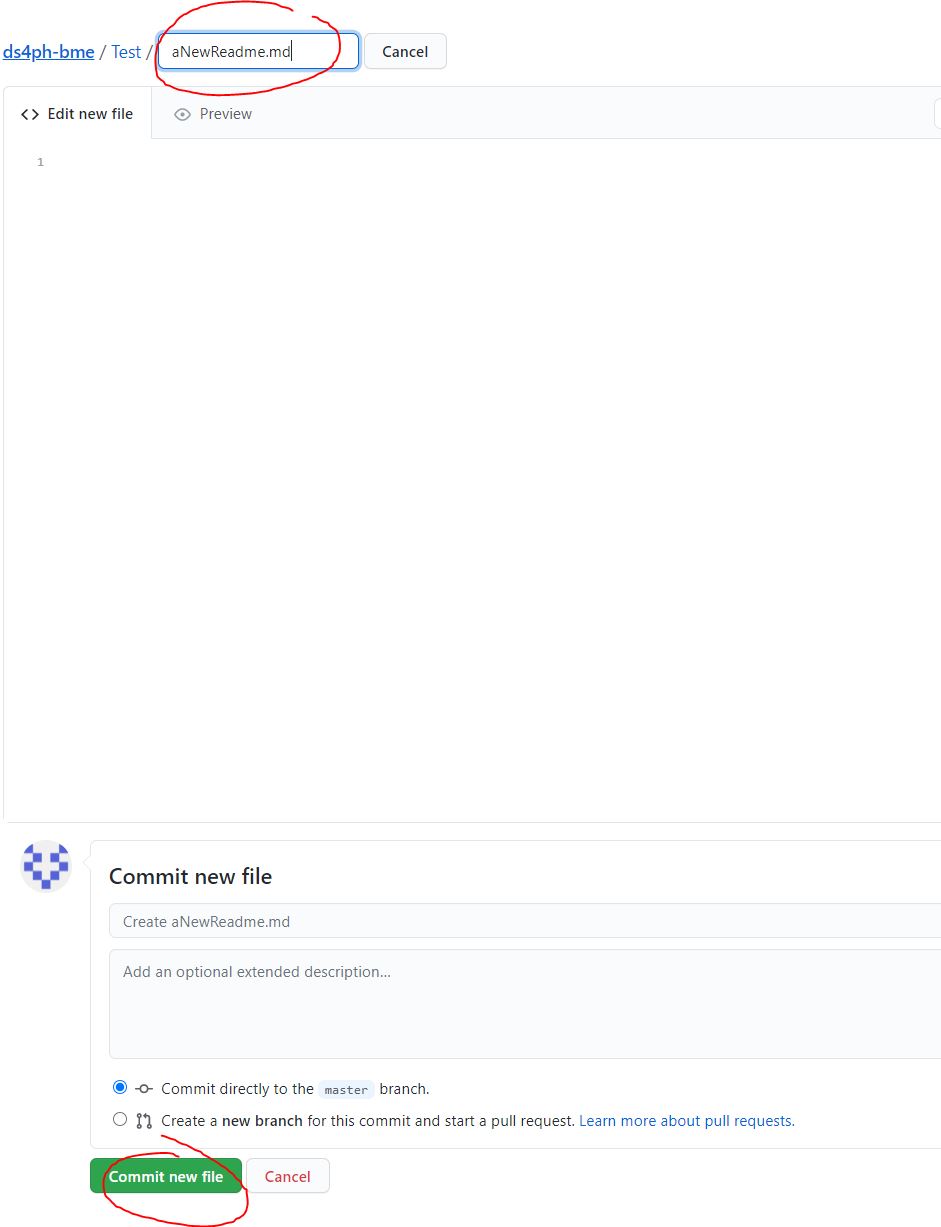 ds4ph-bme / Test / aNewReadme.md Cancel
<> Edit new file Preview
1
Commit new file
Create aNewReadme.md
Add an optional extended description...
Commit directly to the master branch.
Create a new branch for this commit and start a pull request. Learn more about pull requests.
Commit new file Cancel